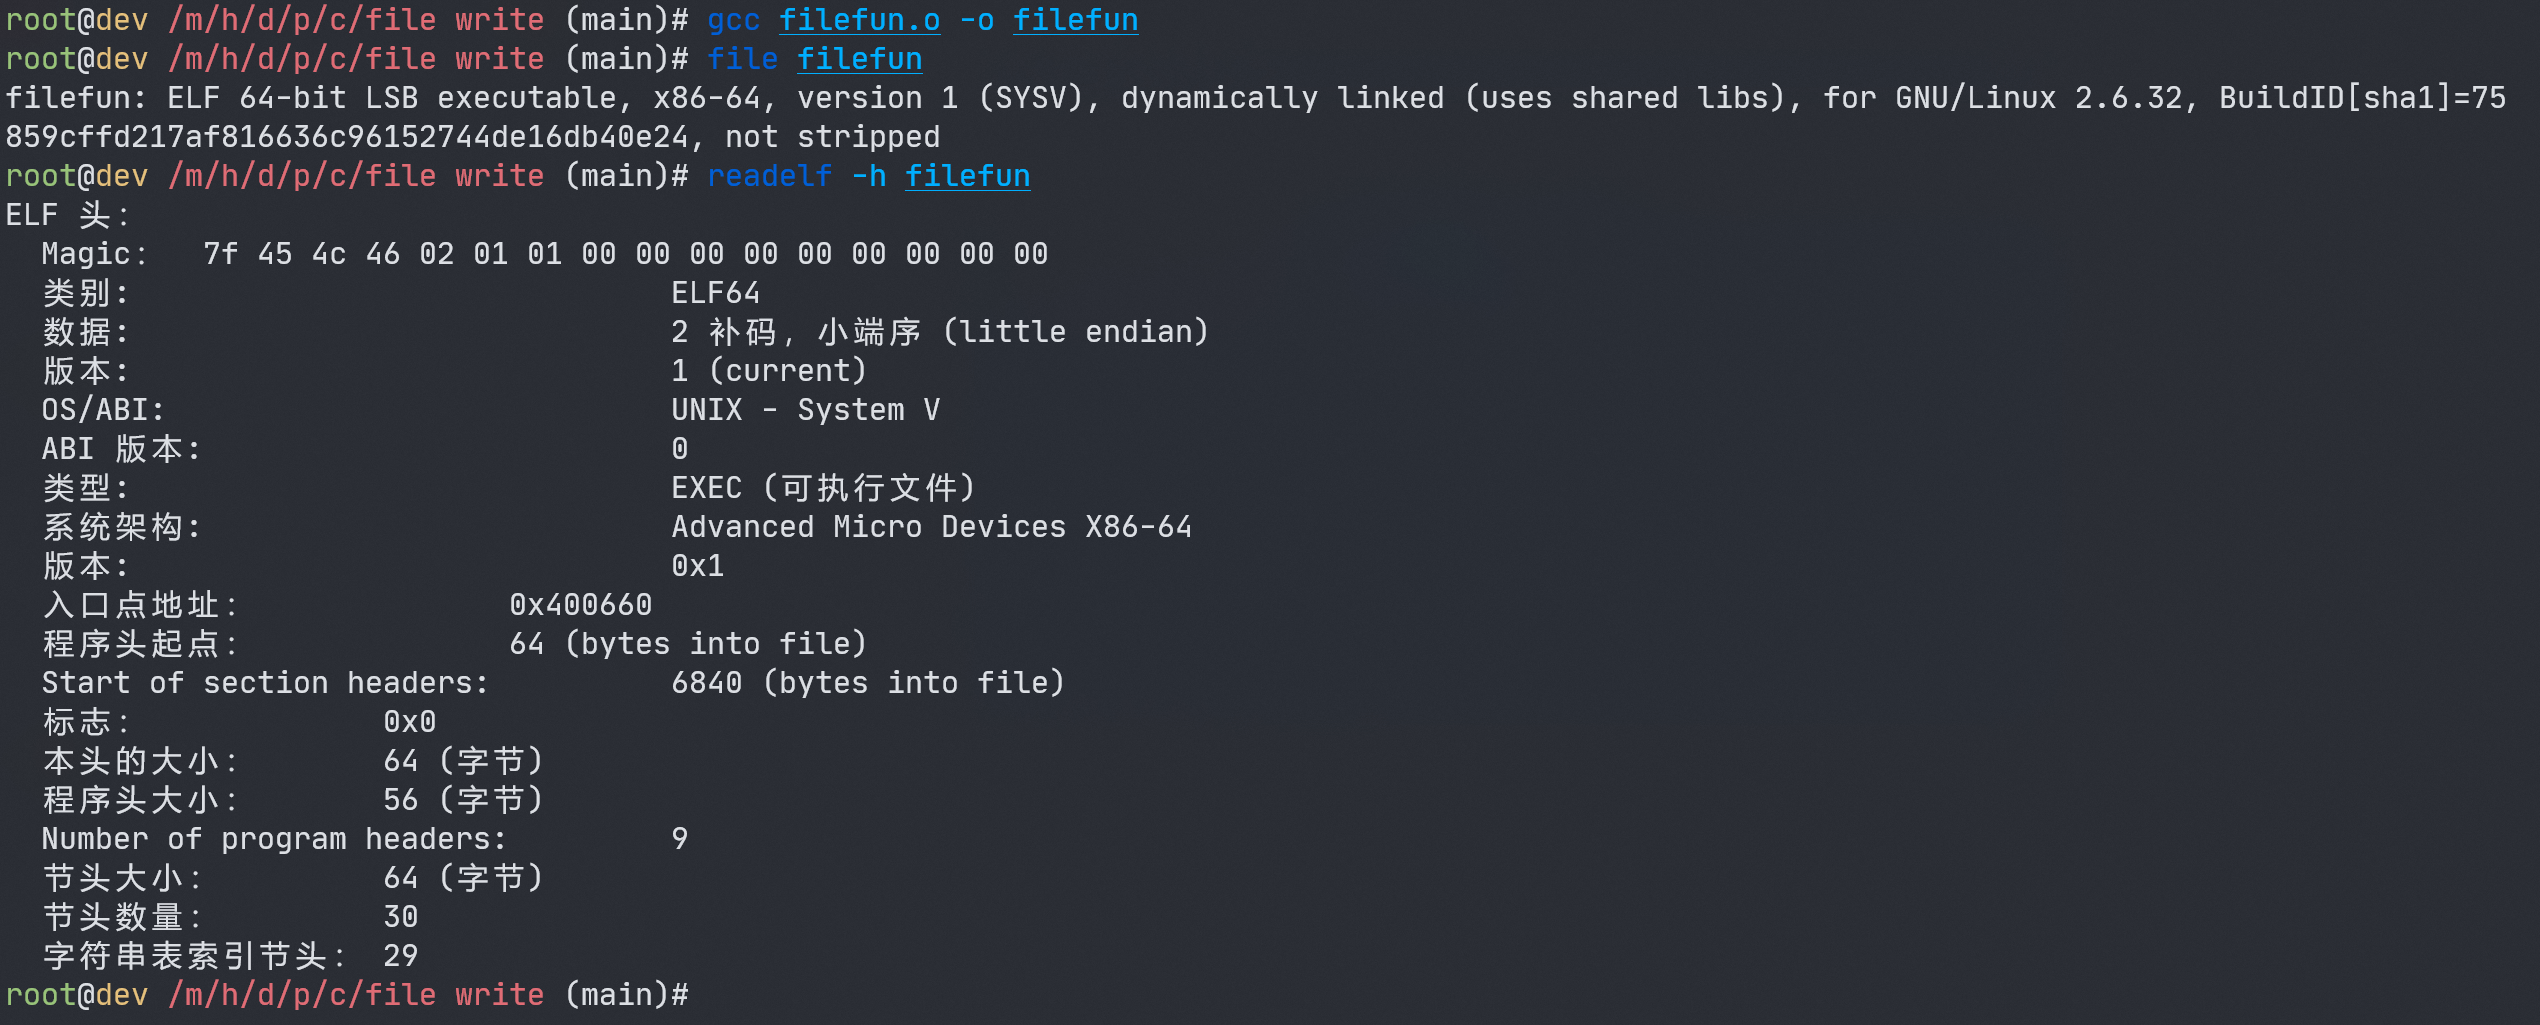 root@dev /m/h/d/p/c/file write (main)# gcc filefun.o -o filefun
root@dev /m/h/d/p/c/file write (main)# file filefun
filefun: ELF 64-bit LSB executable, x86-64, version 1 (SYSV), dynamically linked (uses shared libs), for GNU/Linux 2.6.32, BuildID[sha1]=75
859cffd217af816636c96152744de16db40e24, not stripped
root@dev /m/h/d/p/c/file write (main)# readelf -h filefun
ELF 头：
  Magic：   7f 45 4c 46 02 01 01 00 00 00 00 00 00 00 00 00
  类别:                              ELF64
  数据:                              2 补码，小端序 (little endian)
  版本:                              1 (current)
  OS/ABI:                            UNIX - System V
  ABI 版本:                          0
  类型:                              EXEC (可执行文件)
  系统架构:                          Advanced Micro Devices X86-64
  版本:                              0x1
  入口点地址：               0x400660
  程序头起点：               64 (bytes into file)
  Start of section headers:          6840 (bytes into file)
  标志：             0x0
  本头的大小：       64 (字节)
  程序头大小：       56 (字节)
  Number of program headers:         9
  节头大小：         64 (字节)
  节头数量：         30
  字符串表索引节头： 29
root@dev /m/h/d/p/c/file write (main)#